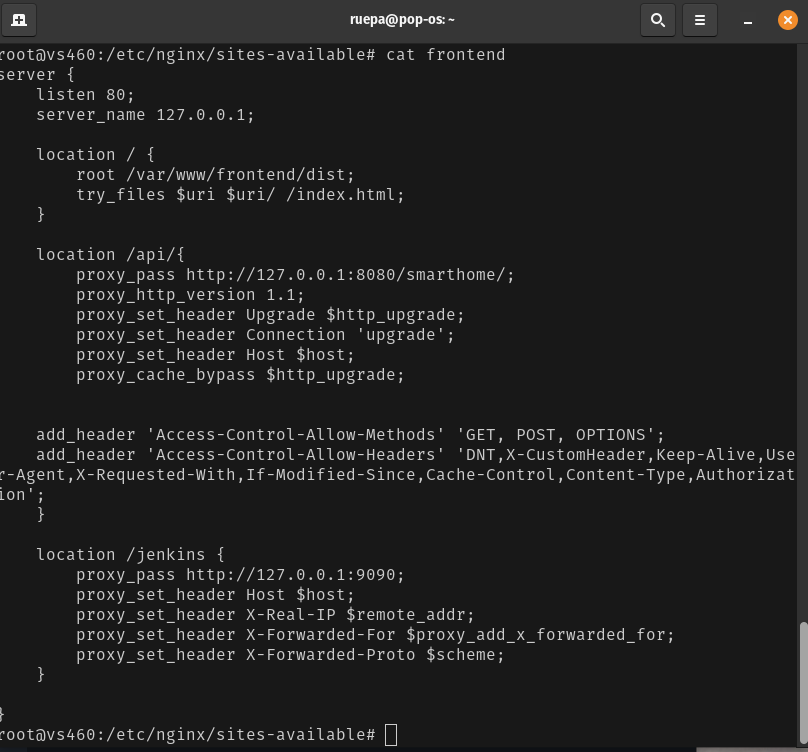 ruepa@pop-os: ~
root@vs460:/etc/nginx/sites-available# cat frontend
server {
    listen 80;
    server_name 127.0.0.1;

    location / {
        root /var/www/frontend/dist;
        try_files $uri $uri/ /index.html;
    }

    location /api/{
        proxy_pass http://127.0.0.1:8080/smarthome/;
        proxy_http_version 1.1;
        proxy_set_header Upgrade $http_upgrade;
        proxy_set_header Connection 'upgrade';
        proxy_set_header Host $host;
        proxy_cache_bypass $http_upgrade;


    add_header 'Access-Control-Allow-Methods' 'GET, POST, OPTIONS';
    add_header 'Access-Control-Allow-Headers' 'DNT,X-CustomHeader,Keep-Alive,Use
r-Agent,X-Requested-With,If-Modified-Since,Cache-Control,Content-Type,Authorizat
ion';
    }

    location /jenkins {
        proxy_pass http://127.0.0.1:9090;
        proxy_set_header Host $host;
        proxy_set_header X-Real-IP $remote_addr;
        proxy_set_header X-Forwarded-For $proxy_add_x_forwarded_for;
        proxy_set_header X-Forwarded-Proto $scheme;
    }

}
root@vs460:/etc/nginx/sites-available#